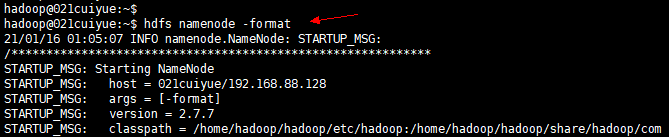 hadoop@021cuiyue:~$
hadoop@021cuiyue:~$ hdfs namenode -format
21/01/16 01:05:07 INFO namenode.NameNode: STARTUP_MSG:
/************************************************************
STARTUP_MSG: Starting NameNode
STARTUP_MSG:   host = 021cuiyue/192.168.88.128
STARTUP_MSG:   args = [-format]
STARTUP_MSG:   version = 2.7.7
STARTUP_MSG:   classpath = /home/hadoop/hadoop/etc/hadoop:/home/hadoop/hadoop/share/hadoop/com